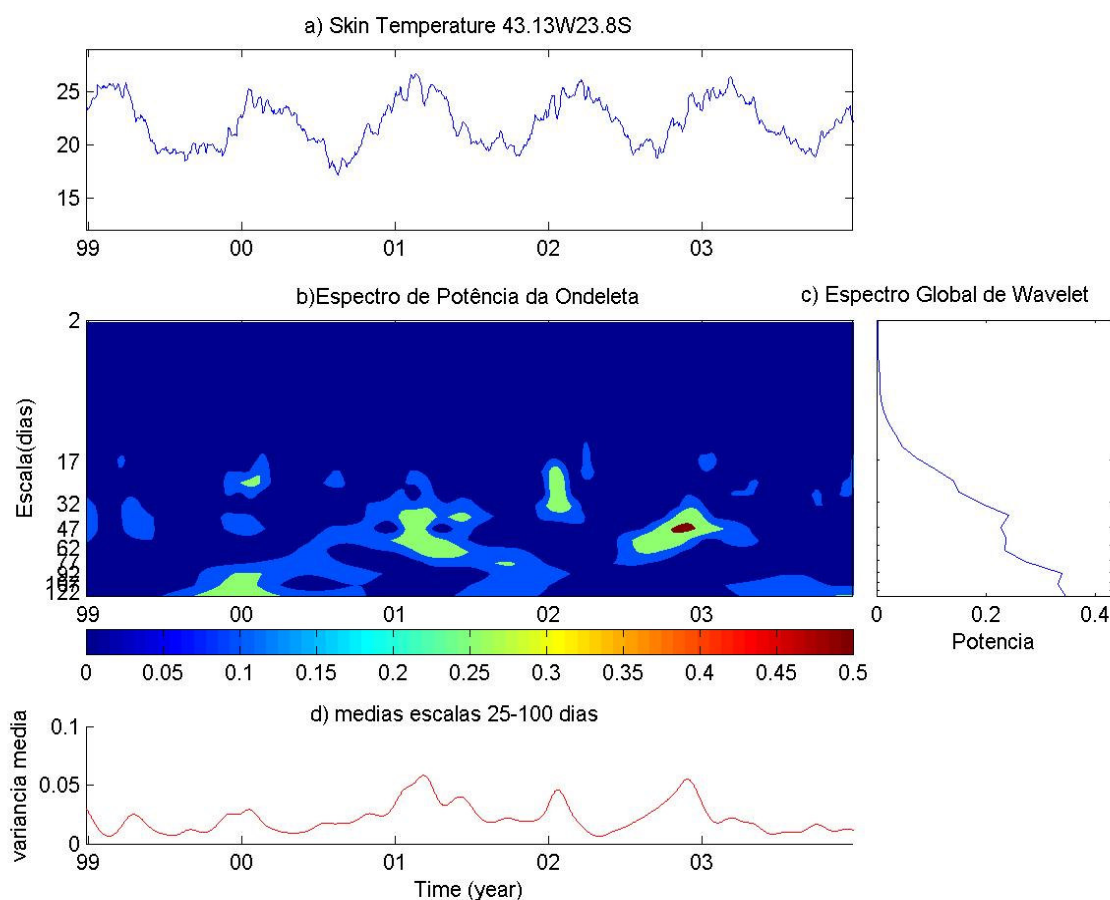 a) Skin Temperature 43.13W23.8S
25
20
15
99 00 01 02 03
b)Espectro de Potência da Ondeleta
c) Espectro Global de Wavelet
Escala(dias)
2
17
32
47
62
77
92
122
99 00 01 02 03
0 0.2 0.4
Potencia
0 0.05 0.1 0.15 0.2 0.25 0.3 0.35 0.4 0.45 0.5
d) medias escalas 25-100 dias
variancia media
0.1
0.05
0
99 00 01 02 03
Time (year)